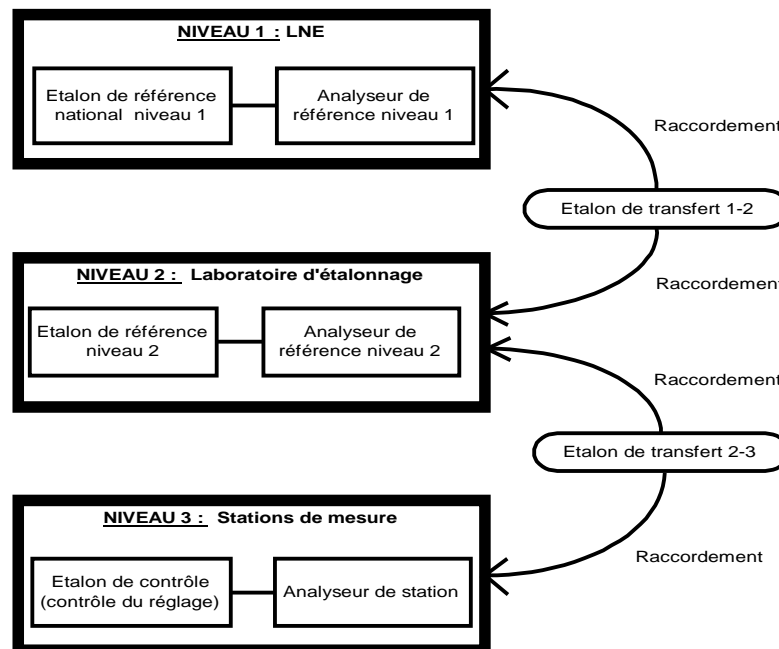 NIVEAU 1 : LNE
Etalon de référence
national niveau 1
Analyseur de
référence niveau 1
Raccordement
Etalon de transfert 1-2
Raccordement
NIVEAU 2 : Laboratoire d'étalonnage
Etalon de référence
niveau 2
Analyseur de
référence niveau 2
Raccordement
Etalon de transfert 2-3
Raccordement
NIVEAU 3 : Stations de mesure
Etalon de contrôle
(contrôle du réglage)
Analyseur de station